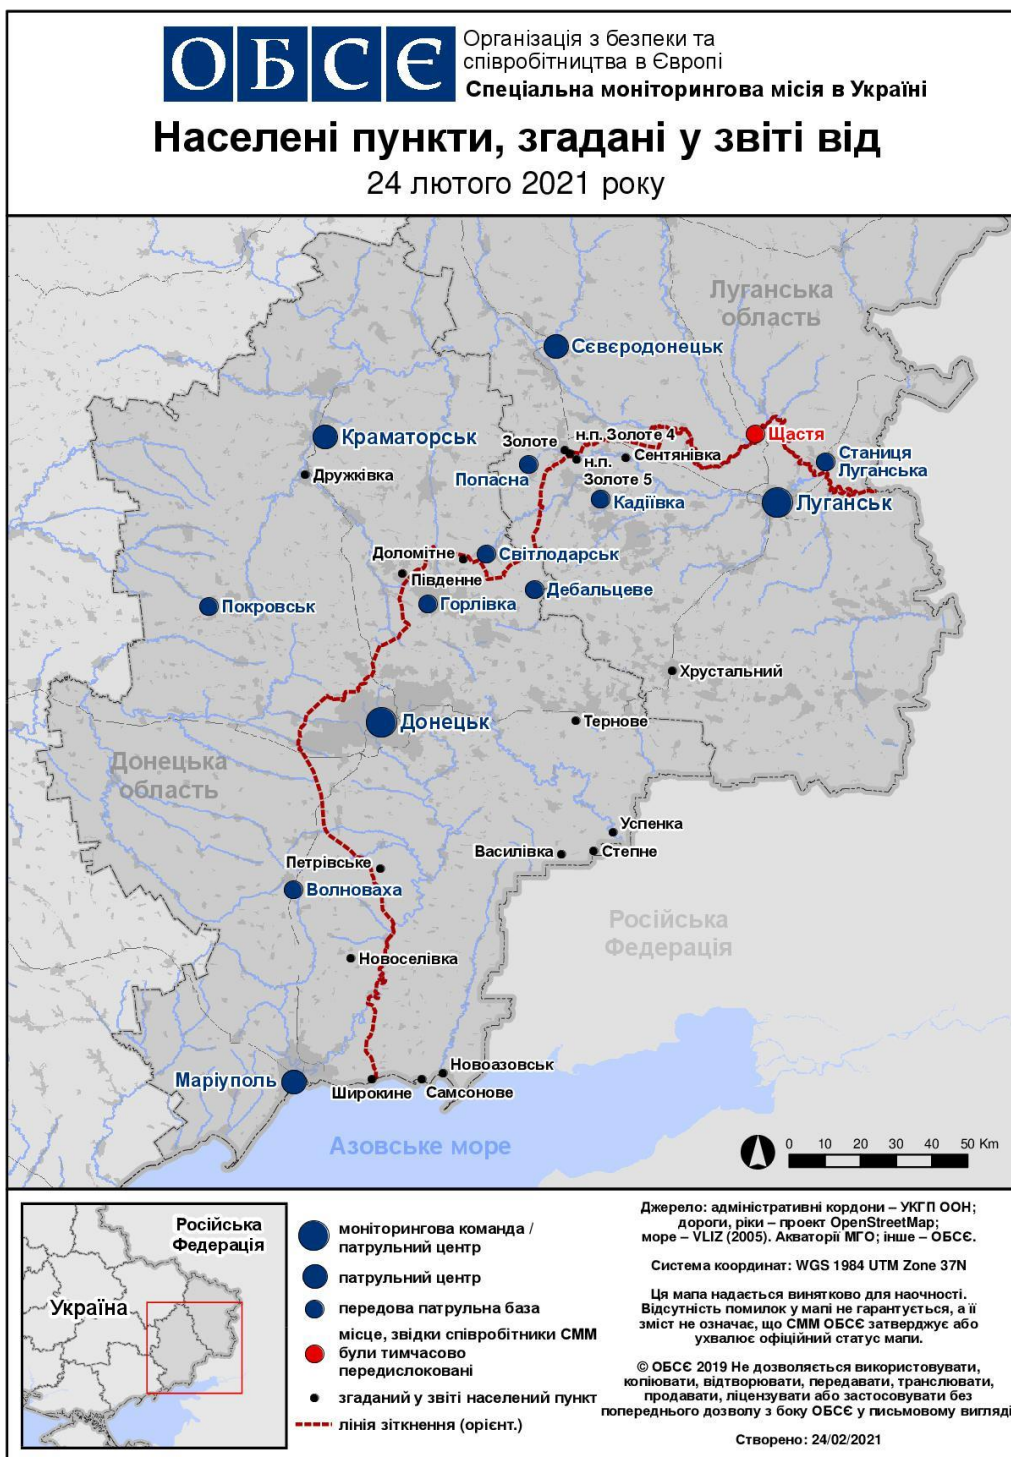 ОБСЄ
Організація з безпеки та
співробітництва в Європі
Спеціальна моніторингова місія в Україні
Населені пункти, згадані у звіті від
24 лютого 2021 року
Луганська
область
Сєвєродонецьк
Щастя
Краматорськ
Золоте
н.п. Золоте 4
Сентянівка
Станиця
Луганська
Дружківка
Попасна
н.п.
Золоте 5
Кадіївка
Луганськ
Доломітне
Світлодарськ
Південне
Дебальцеве
Покровськ
Горлівка
Хрустальний
Донецьк
Тернове
Донецька
область
Успенка
Василівка
Степне
Петрівське
Волноваха
Російська
Федерація
Новоселівка
Новоазовськ
Маріуполь
Широкине
Самсонове
Азовське море
0 10 20 30 40 50 Km
Російська
Федерація
Україна
моніторингова команда /
патрульний центр
патрульний центр
передова патрульна база
місце, звідки співробітники СММ
були тимчасово
передислоковані
згаданий у звіті населений пункт
лінія зіткнення (орієнт.)
Джерело: адміністративні кордони – УКГП ООН;
дороги, ріки – проект OpenStreetMap;
море – VLIZ (2005). Акваторії МГО; інше – ОБСЄ.
Система координат: WGS 1984 UTM Zone 37N
Ця мапа надається винятково для наочності.
Відсутність помилок у мапі не гарантується, а її
зміст не означає, що СММ ОБСЄ затверджує або
ухвалює офіційний статус мапи.
© ОБСЄ 2019 Не дозволяється використовувати,
копіювати, відтворювати, передавати, транслювати,
продавати, ліцензувати або застосовувати без
попереднього дозволу з боку ОБСЄ у письмовому вигляді
Створено: 24/02/2021